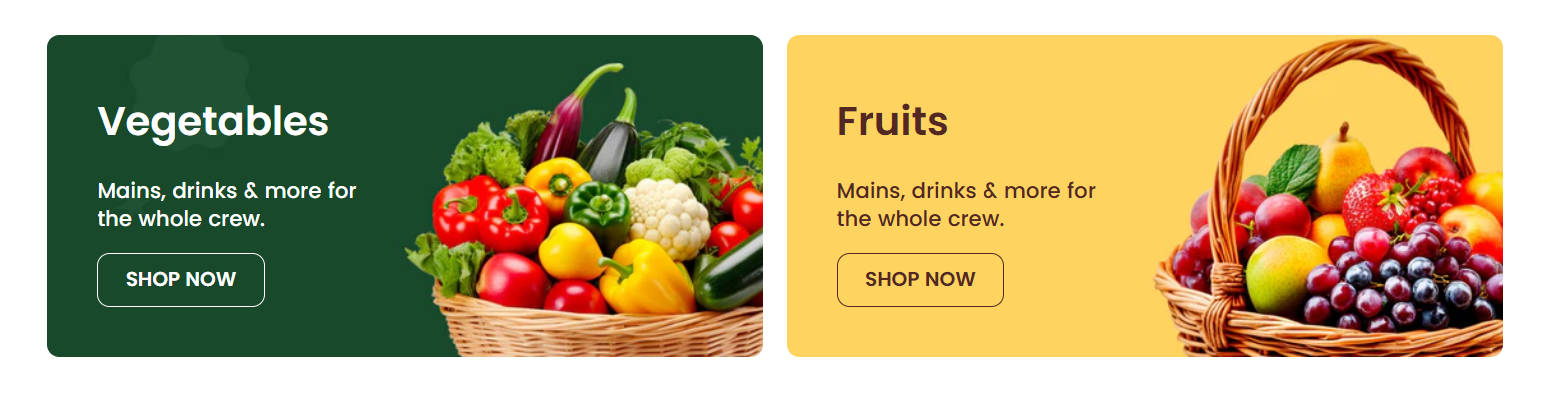 Vegetables
Mains, drinks & more for
the whole crew.
SHOP NOW
Fruits
Mains, drinks & more for
the whole crew.
SHOP NOW